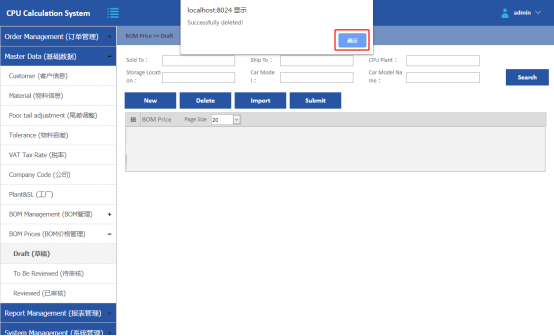 CPU Calculation System
localhost:8024 显示
Successfully deleted!
确定
admin
Order Management (订单管理) +
BOM Price >> Draft
Master Data (基础数据) -
Customer (客户信息)
Material (物料信息)
Poor tail adjustment (尾差调整)
Tolerance (物料容差)
VAT Tax Rate (税率)
Company Code (公司)
Plant&SL (工厂)
BOM Management (BOM管理) +
BOM Prices (BOM价格管理) -
Draft (草稿)
To Be Reviewed (待审核)
Reviewed (已审核)
Report Management (报表管理) +
System Management (系统管理) +
Sold To : Ship To : CPU Plant :
Storage Locati
on : Car Mode
l : Car Model Na
me :
Search
New Delete Import Submit
BOM Price Page Size 20